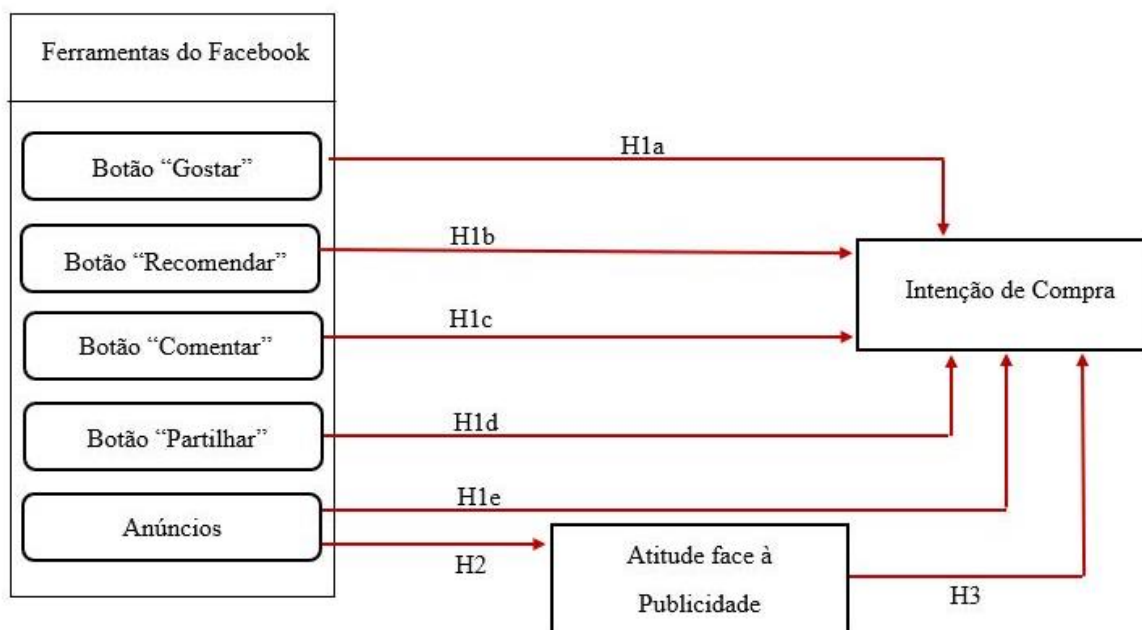 Ferramentas do Facebook
Botão “Gostar”
H1a
Botão “Recomendar”
H1b
Intenção de Compra
Botão “Comentar”
H1c
Botão “Partilhar”
H1d
Anúncios
H1e
H2
Atitude face à
Publicidade
H3